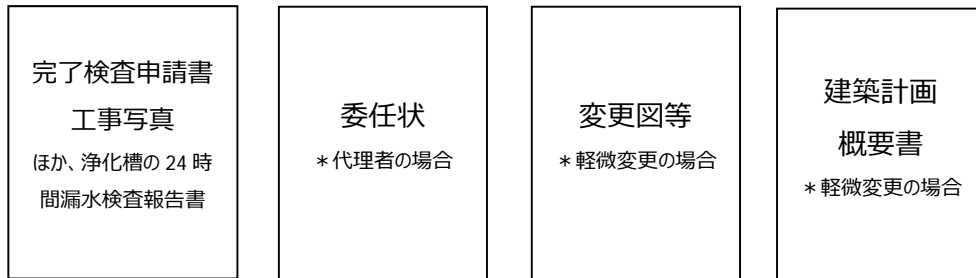 完了検査申請書
工事写真
ほか、浄化槽の 24 時
間漏水検査報告書
委任状
＊代理者の場合
変更図等
＊軽微変更の場合
建築計画
概要書
＊軽微変更の場合